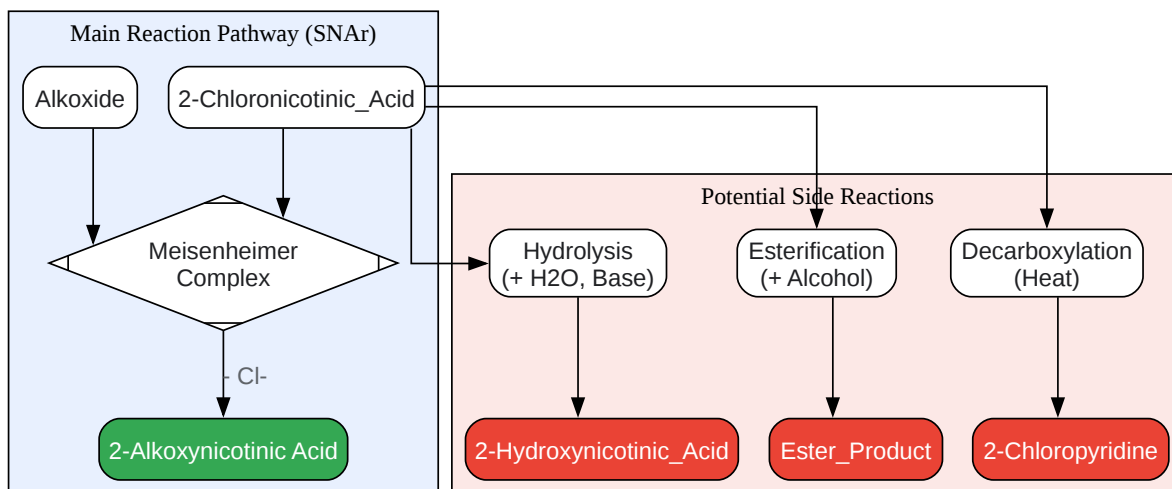 Main Reaction Pathway (SNAr)
Alkoxide
2-Chloronicotinic_Acid
Meisenheimer
Complex
- Cl-
2-Alkoxynicotinic Acid
Potential Side Reactions
Hydrolysis
(+ H2O, Base)
Esterification
(+ Alcohol)
Decarboxylation
(Heat)
2-Hydroxynicotinic_Acid
Ester_Product
2-Chloropyridine